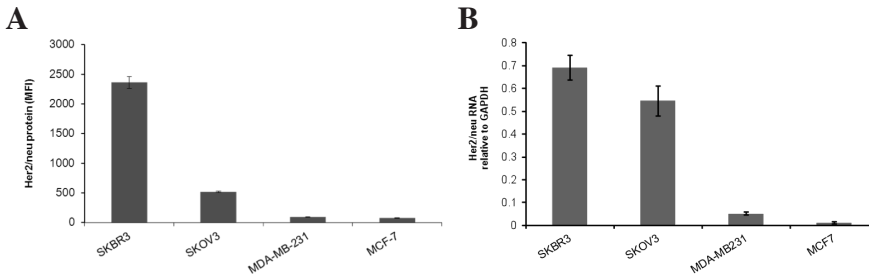 A
Her2/neu protein (MFI)
3000
2500
2000
1500
1000
500
0
SKBR3
SKOV3
MDA-MB-231
MCF-7
B
Her2/neu RNA
relative to GAPDH
0.8
0.7
0.6
0.5
0.4
0.3
0.2
0.1
0
SKBR3
SKOV3
MDA-MB231
MCF7